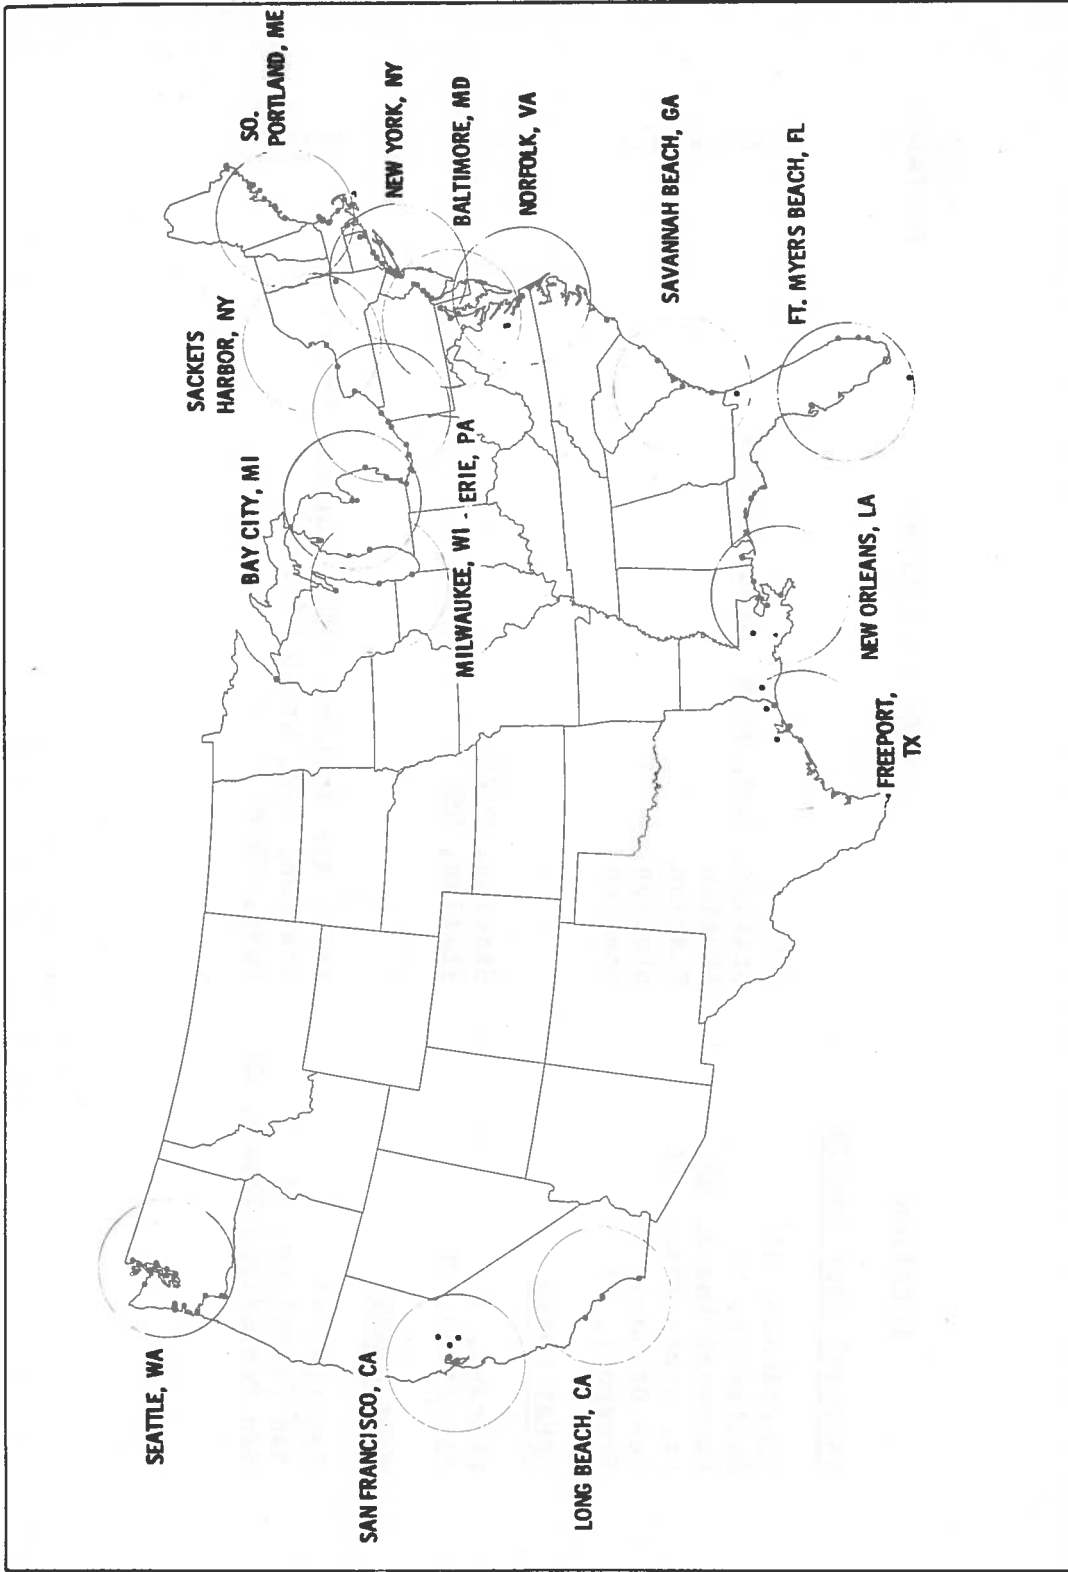 SEATTLE, WA
SAN FRANCISCO, CA
LONG BEACH, CA
BAY CITY, MI
MILWAUKEE, WI - ERIE, PA
SACKETS
HARBOR, NY
SO.
PORTLAND, ME
NEW YORK, NY
BALTIMORE, MD
NORFOLK, VA
SAVANNAH BEACH, GA
FT. MYERS BEACH, FL
NEW ORLEANS, LA
FREEPORT,
TX